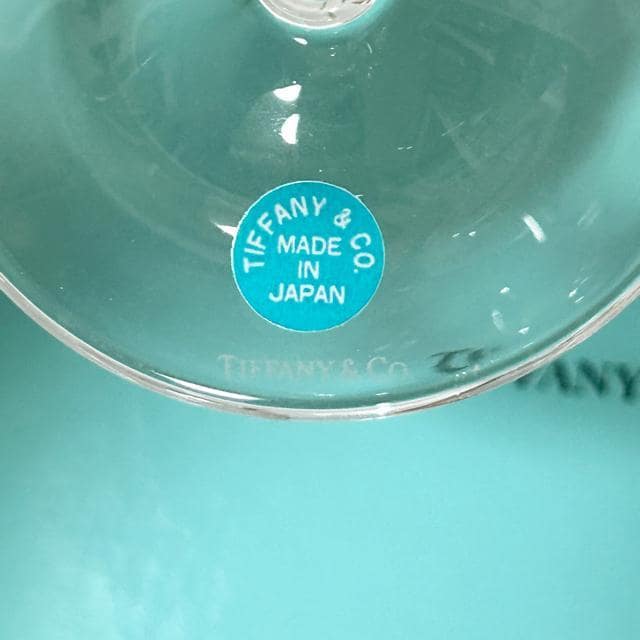 TIFFANY & CO.
MADE
IN
JAPAN
TIFFANY & CO.